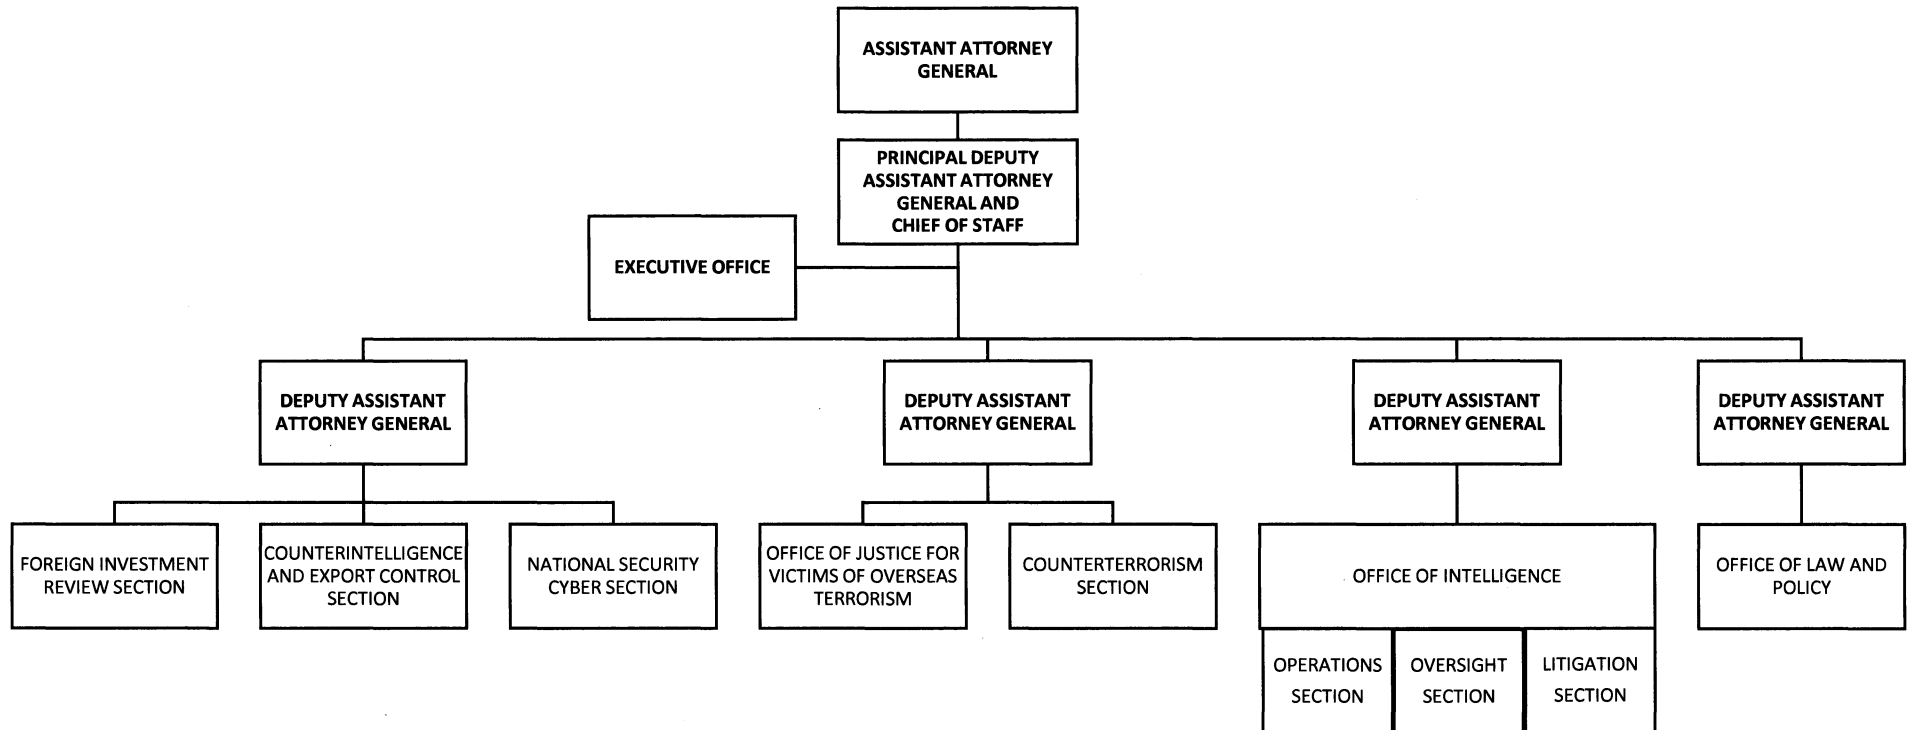 ASSISTANT ATTORNEY
GENERAL
PRINCIPAL DEPUTY
ASSISTANT ATTORNEY
GENERAL AND
CHIEF OF STAFF
EXECUTIVE OFFICE
DEPUTY ASSISTANT
ATTORNEY GENERAL
DEPUTY ASSISTANT
ATTORNEY GENERAL
DEPUTY ASSISTANT
ATTORNEY GENERAL
DEPUTY ASSISTANT
ATTORNEY GENERAL
FOREIGN INVESTMENT
REVIEW SECTION
COUNTERINTELLIGENCE
AND EXPORT CONTROL
SECTION
NATIONAL SECURITY
CYBER SECTION
OFFICE OF JUSTICE FOR
VICTIMS OF OVERSEAS
TERRORISM
COUNTERTERRORISM
SECTION
OFFICE OF INTELLIGENCE
OPERATIONS
SECTION
OVERSIGHT
SECTION
LITIGATION
SECTION
OFFICE OF LAW AND
POLICY